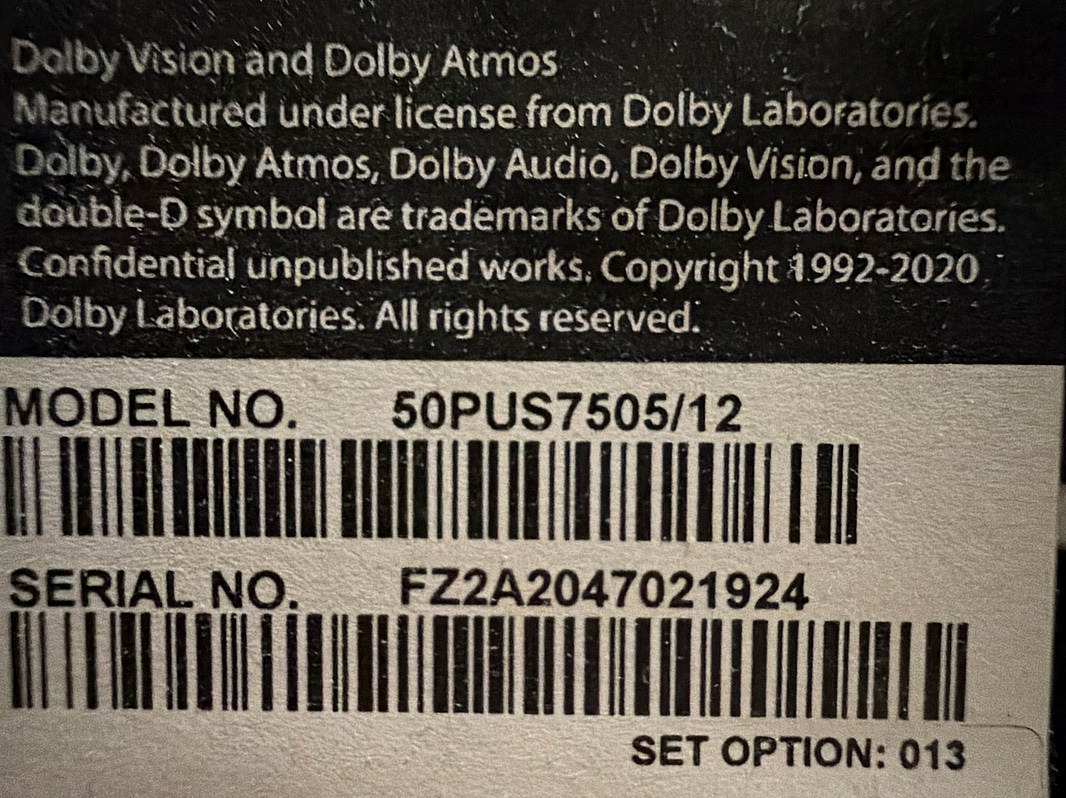 Dolby Vision and Dolby Atmos
Manufactured under license from Dolby Laboratories.
Dolby, Dolby Atmos, Dolby Audio, Dolby Vision, and the
double-D symbol are trademarks of Dolby Laboratories.
Confidential unpublished works. Copyright 1992-2020
Dolby Laboratories. All rights reserved.
MODEL NO. 50PUS7505/12
SERIAL NO. FZ2A2047021924
SET OPTION: 013